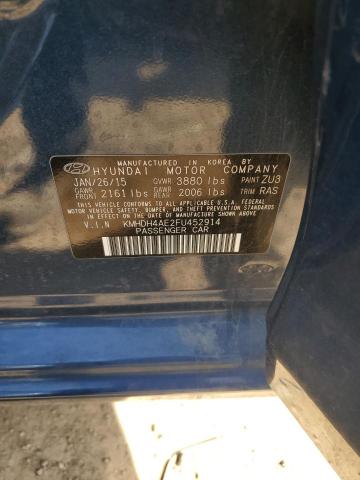 MANUFACTURED IN KOREA BY
HYUNDAI MOTOR COMPANY
JAN/26/15 GVWR 3880 lbs PAINT ZU3
GAWR FRONT 2161 lbs GAWR REAR 2006 lbs TRIM RAS
THIS VEHICLE CONFORMS TO ALL APPLICABLE U.S.A. FEDERAL
MOTOR VEHICLE SAFETY, BUMPER, AND THEFT PREVENTION STANDARDS
IN EFFECT ON THE DATE OF MANUFACTURE SHOWN ABOVE.
V.I.N KMHDH4AE2FU452914
PASSENGER CAR